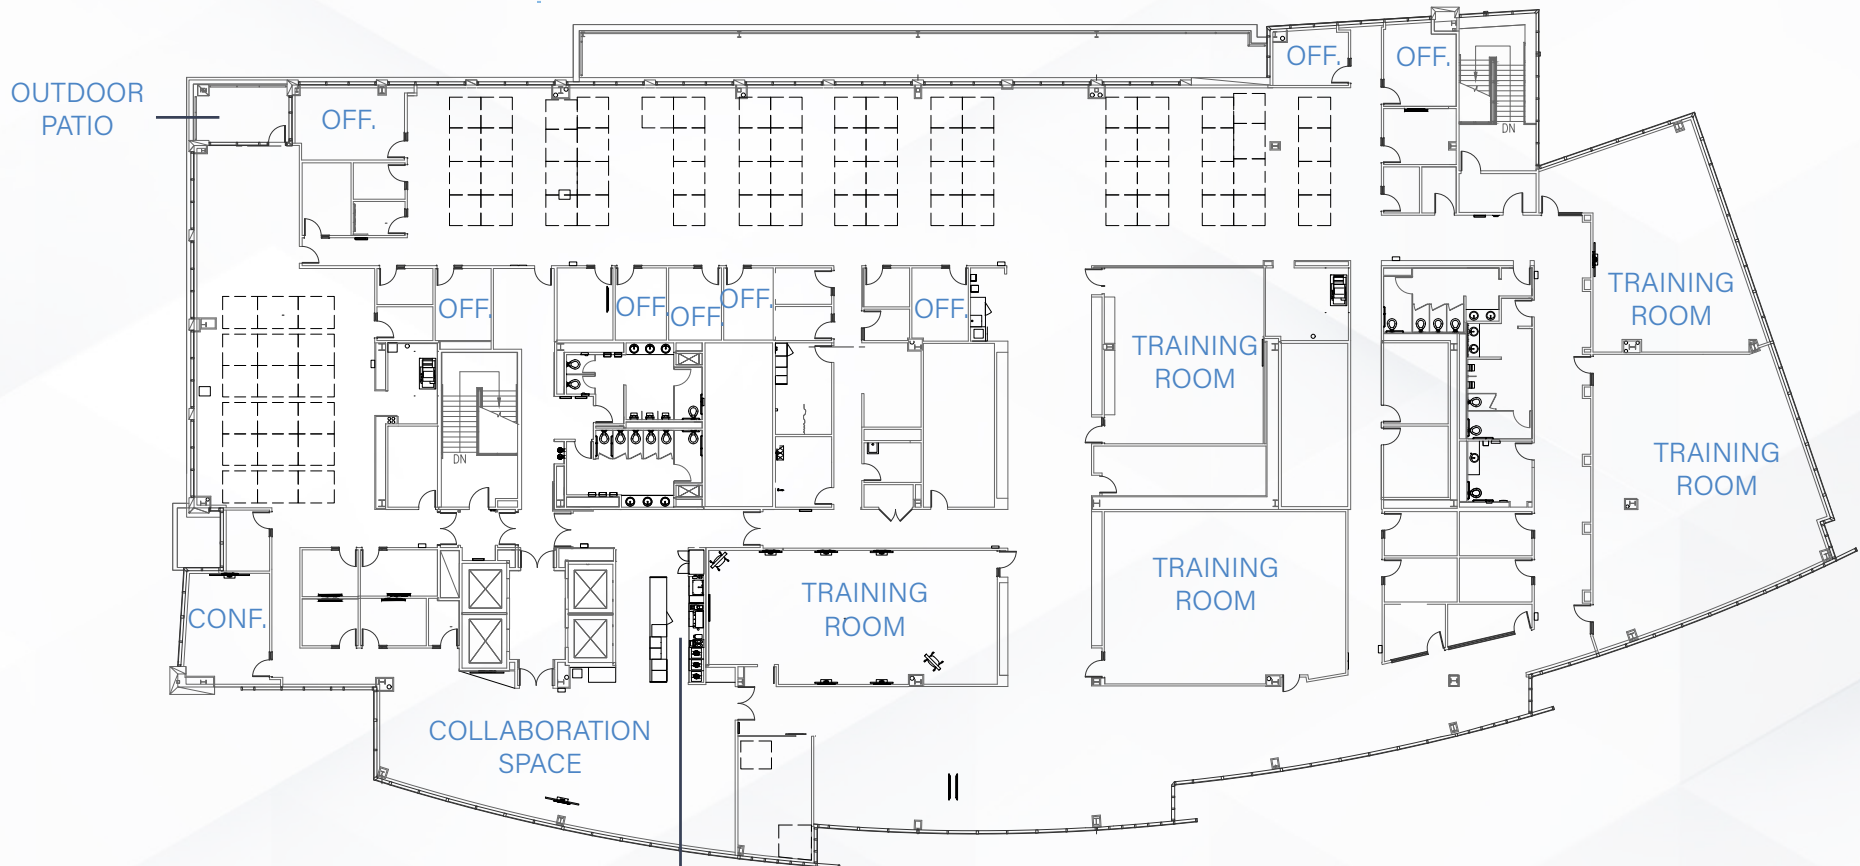 OUTDOOR
PATIO
OFF.
OFF.
OFF.
DN
OFF.
OFF.
OFF.
OFF.
OFF.
TRAINING
ROOM
TRAINING
ROOM
DN
TRAINING
ROOM
TRAINING
ROOM
TRAINING
ROOM
CONF.
COLLABORATION
SPACE